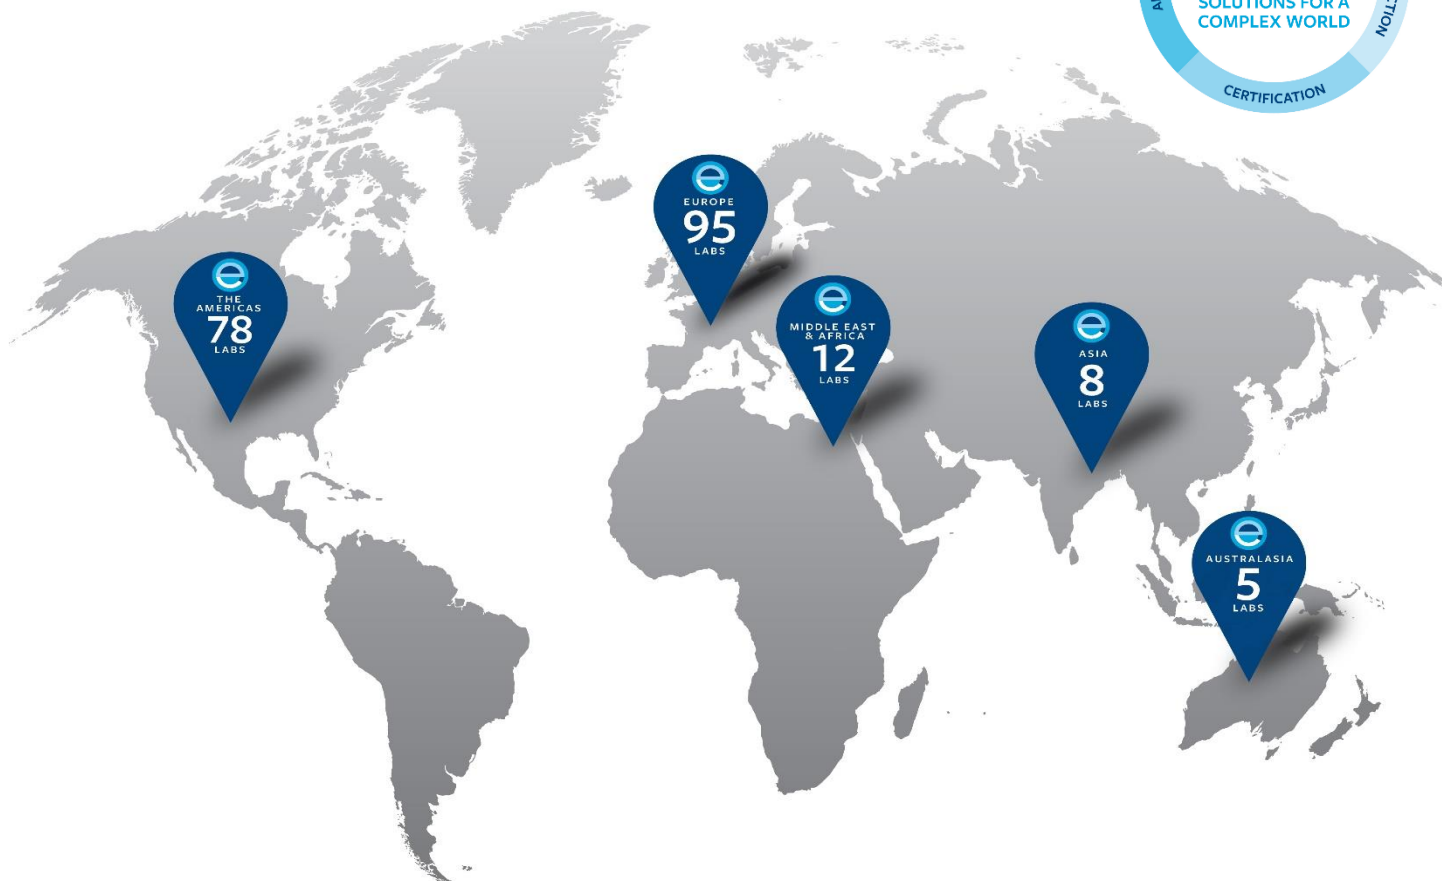 SOLUTIONS FOR A
COMPLEX WORLD
CERTIFICATION
EUROPE
95
LABS
THE
AMERICAS
78
LABS
MIDDLE EAST
& AFRICA
12
LABS
ASIA
8
LABS
AUSTRALASIA
5
LABS